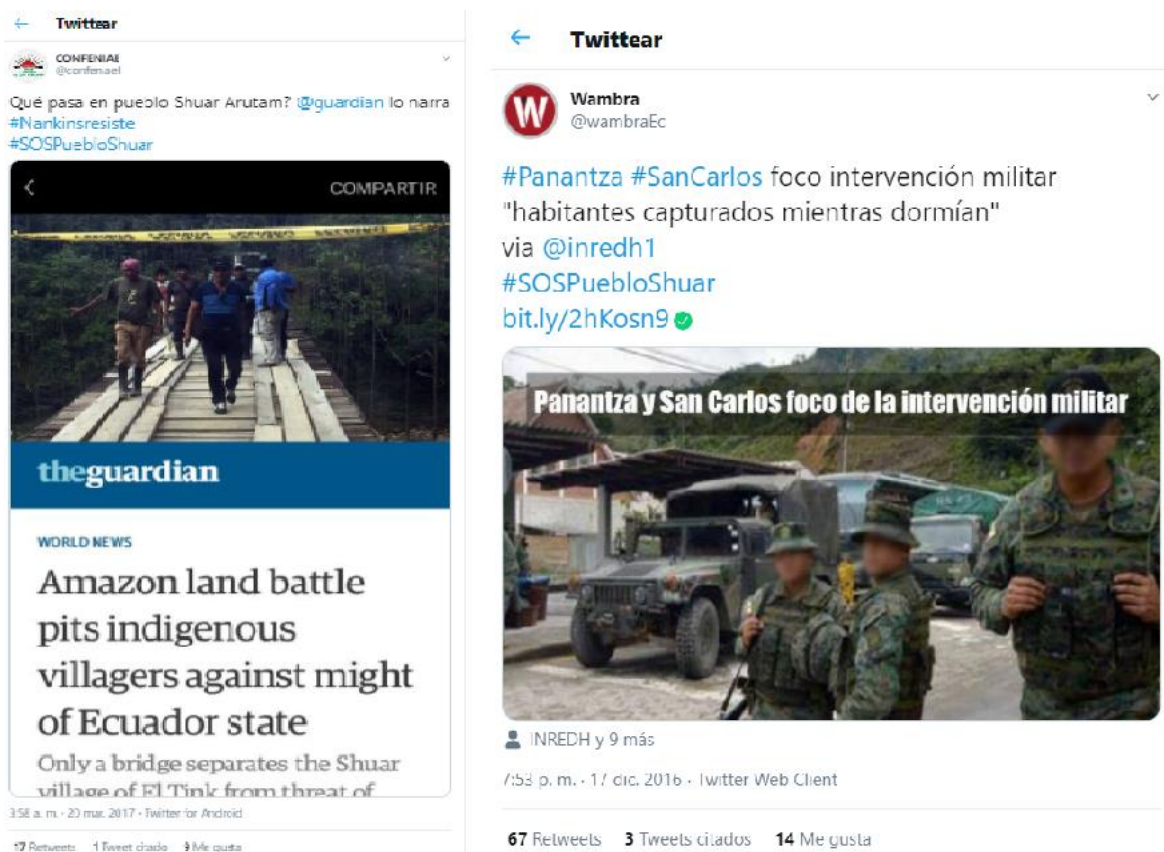 Twittear
CONFENIAE
@confeniae1
Qué pasa en pueblo Shuar Arutam? @guardian lo narra
#Nankinsresiste
#SOSPuebloShuar
COMPARTIR
theguardian
WORLD NEWS
Amazon land battle
pits indigenous
villagers against might
of Ecuador state
Only a bridge separates the Shuar
village of El Tink from threat of
3:58 a. m. · 20 mar. 2017 · Twitter for Android
17 Retweets 1 Tweet citado 9 Me gusta
Twittear
W
Wambra
@wambraEc
#Panantza #SanCarlos foco intervención militar
"habitantes capturados mientras dormían"
via @inredh1
#SOSPuebloShuar
bit.ly/2hKosn9
Panantza y San Carlos foco de la intervención militar
INREDH y 9 más
7:53 p. m. · 17 dic. 2016 · Twitter Web Client
67 Retweets 3 Tweets citados 14 Me gusta